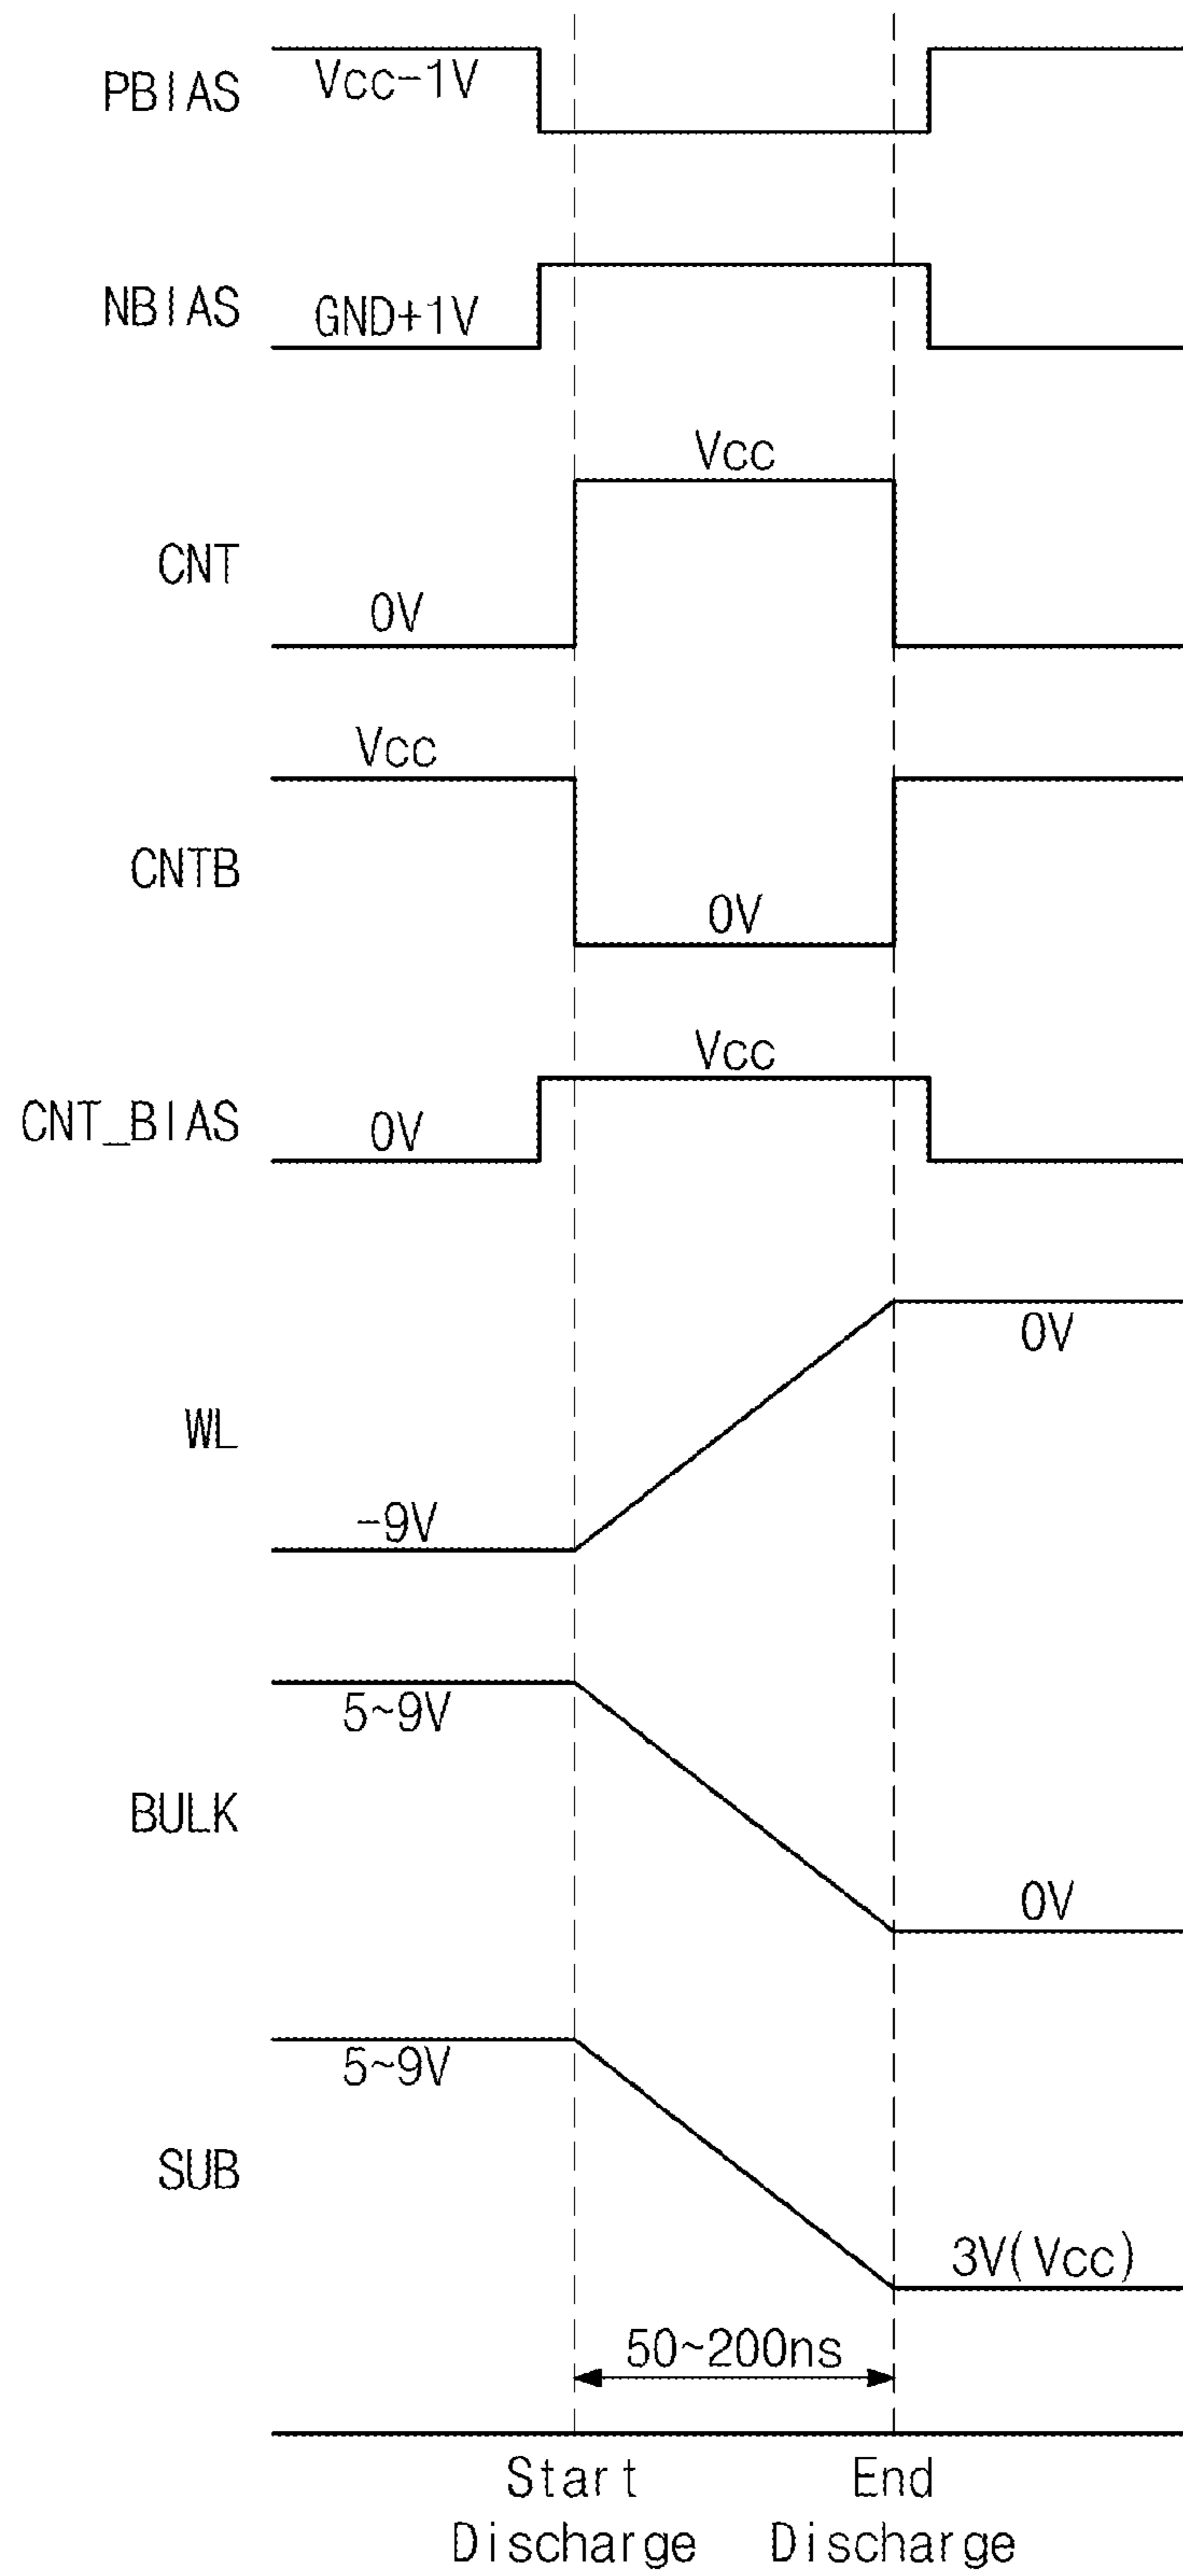 PBIAS
Vcc-1V
NBIAS
GND+1V
Vcc
CNT
0V
Vcc
CNTB
0V
Vcc
CNT_BIAS
0V
0V
WL
-9V
5~9V
BULK
0V
5~9V
SUB
3V(Vcc)
50~200ns
Start Discharge
End Discharge